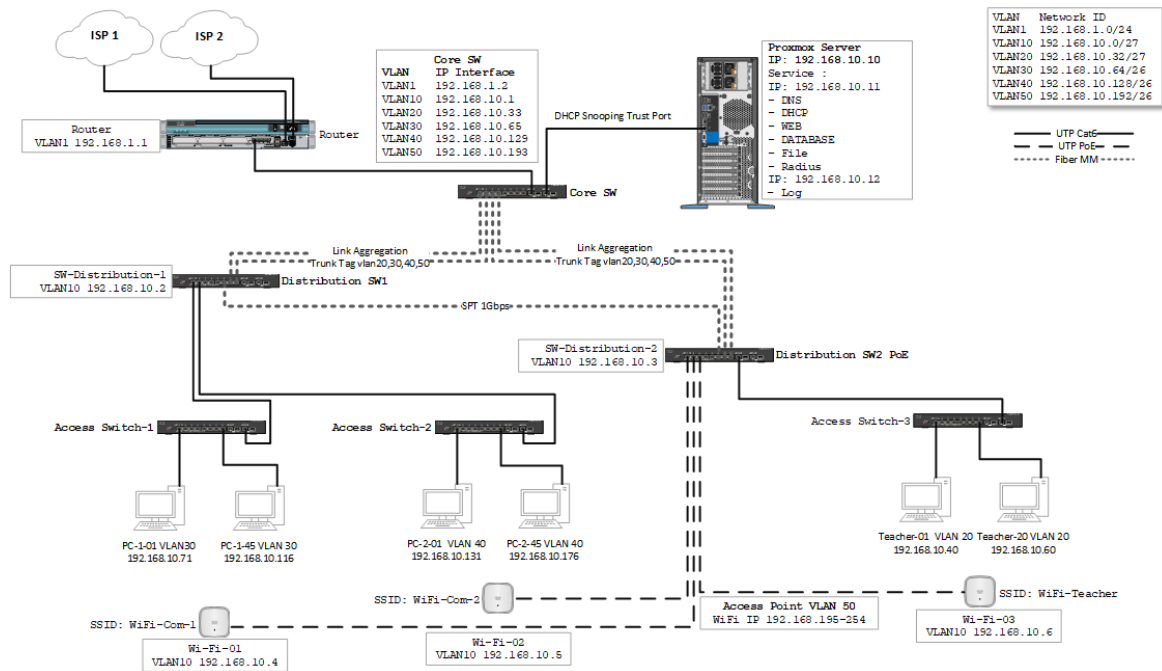 ISP 1
ISP 2
Router
VLAN1 192.168.1.1
Router
Core SW
VLAN IP Interface
VLAN1 192.168.1.2
VLAN10 192.168.10.1
VLAN20 192.168.10.33
VLAN30 192.168.10.65
VLAN40 192.168.10.129
VLAN50 192.168.10.193
Core SW
DHCP Snooping Trust Port
Proxmox Server
IP: 192.168.10.10
Service :
IP: 192.168.10.11
- DNS
- DHCP
- WEB
- DATABASE
- File
- Radius
IP: 192.168.10.12
- Log
VLAN Network ID
VLAN1 192.168.1.0/24
VLAN10 192.168.10.0/27
VLAN20 192.168.10.32/27
VLAN30 192.168.10.64/26
VLAN40 192.168.10.128/26
VLAN50 192.168.10.192/26
UTP Cat6
UTP PoE
Fiber MM
Link Aggregation
Trunk Tag vlan20,30,40,50
Link Aggregation
Trunk Tag vlan20,30,40,50
SW-Distribution-1
VLAN10 192.168.10.2
Distribution SW1
SPT 1Gbps
SW-Distribution-2
VLAN10 192.168.10.3
Distribution SW2 PoE
Access Switch-1
Access Switch-2
Access Switch-3
PC-1-01 VLAN30
192.168.10.71
PC-1-45 VLAN 30
192.168.10.116
PC-2-01 VLAN 40
192.168.10.131
PC-2-45 VLAN 40
192.168.10.176
Teacher-01 VLAN 20
192.168.10.40
Teacher-20 VLAN 20
192.168.10.60
SSID: WiFi-Com-1
Wi-Fi-01
VLAN10 192.168.10.4
SSID: WiFi-Com-2
Wi-Fi-02
VLAN10 192.168.10.5
Access Point VLAN 50
WiFi IP 192.168.195-254
SSID: WiFi-Teacher
Wi-Fi-03
VLAN10 192.168.10.6